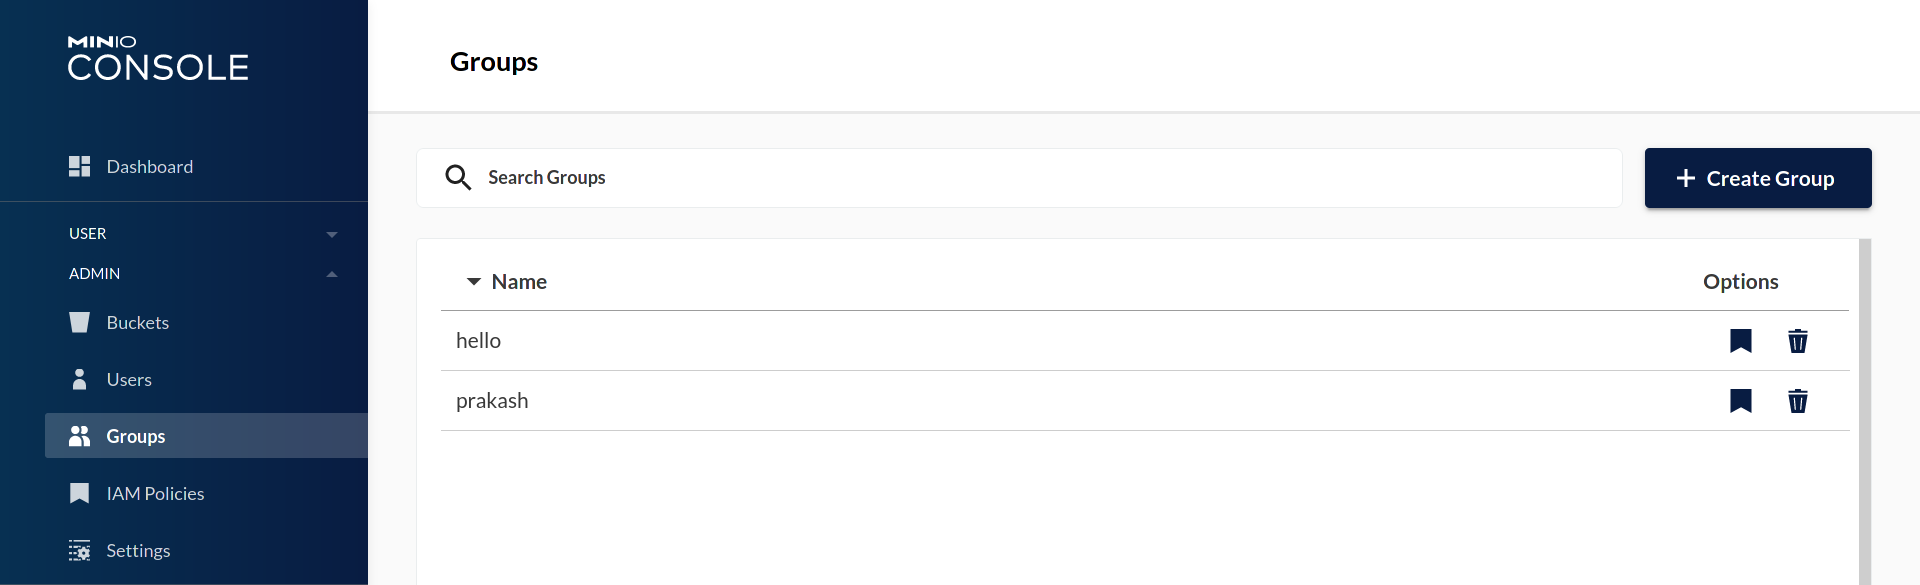 MINIO
CONSOLE
Dashboard
USER
ADMIN
Buckets
Users
Groups
IAM Policies
Settings
Groups
Search Groups
Create Group
Name Options
hello
prakash